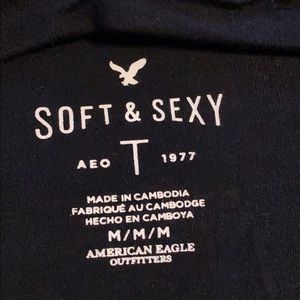 SOFT & SEXY
AEO T 1977
MADE IN CAMBODIA
FABRIQUÉ AU CAMBODGE
HECHO EN CAMBOYA
M/M/M
AMERICAN EAGLE
OUTFITTERS